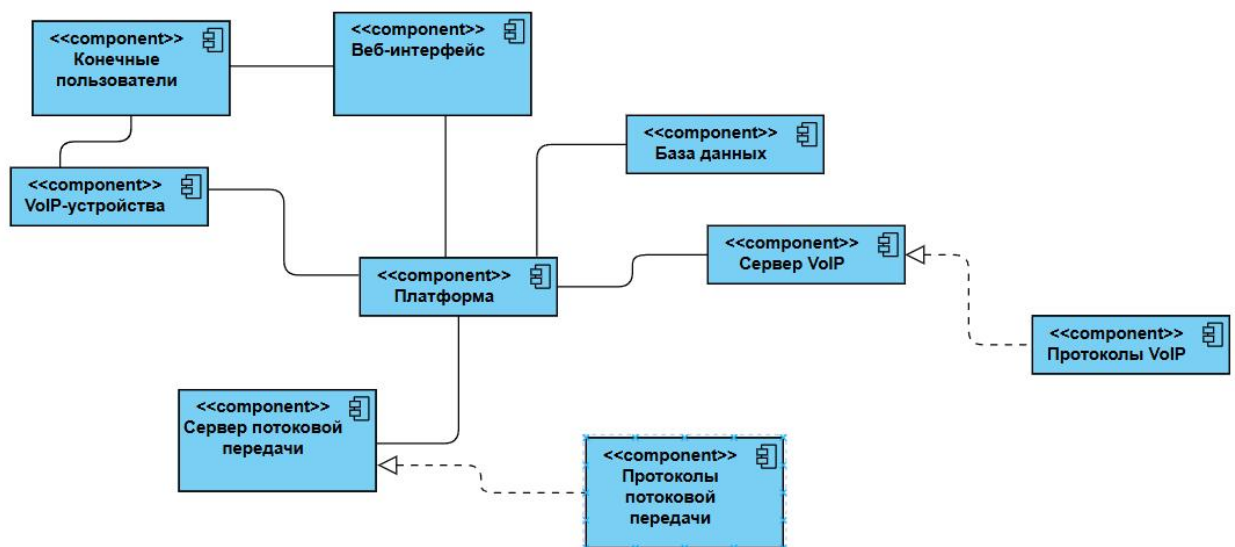 <<component>>
Конечные
пользователи
<<component>>
Веб-интерфейс
<<component>>
База данных
<<component>>
VoIP-устройства
<<component>>
Сервер VoIP
<<component>>
Платформа
<<component>>
Протоколы VoIP
<<component>>
Сервер потоковой
передачи
<<component>>
Протоколы
потоковой
передачи